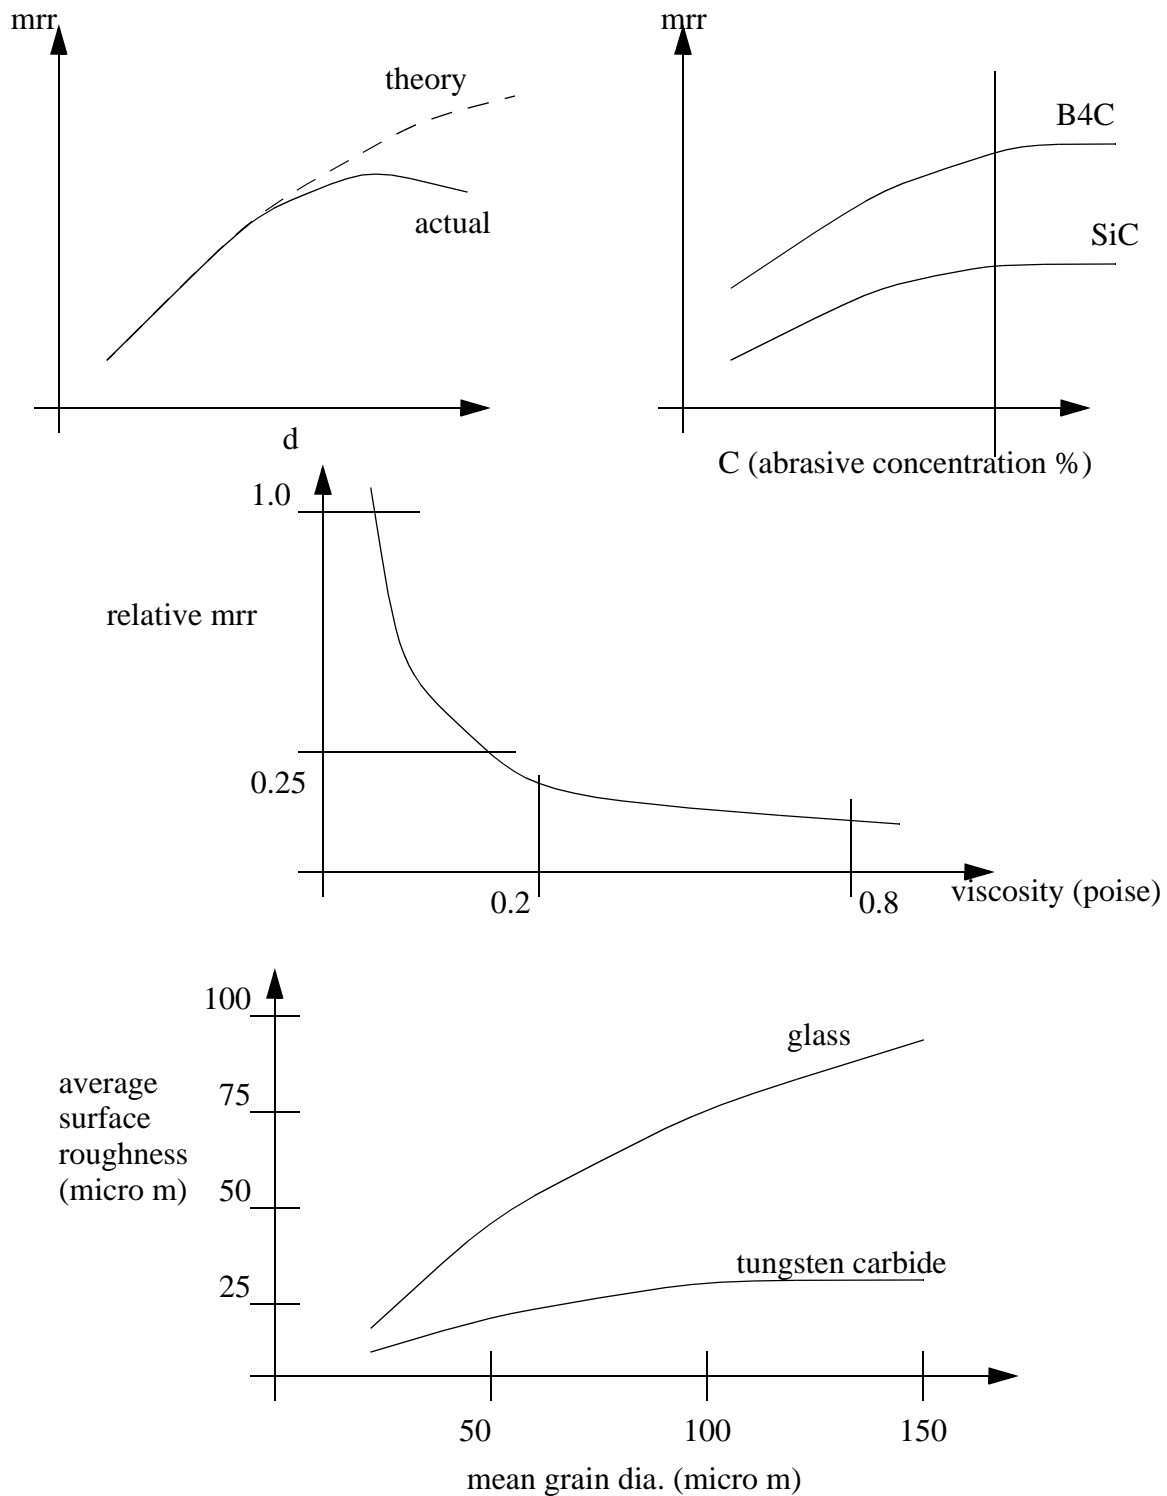 mrr
theory
actual
d
mrr
B4C
SiC
C (abrasive concentration %)
1.0
relative mrr
0.25
0.2
0.8
viscosity (poise)
100
75
50
25
average
surface
roughness
(micro m)
glass
tungsten carbide
50
100
150
mean grain dia. (micro m)